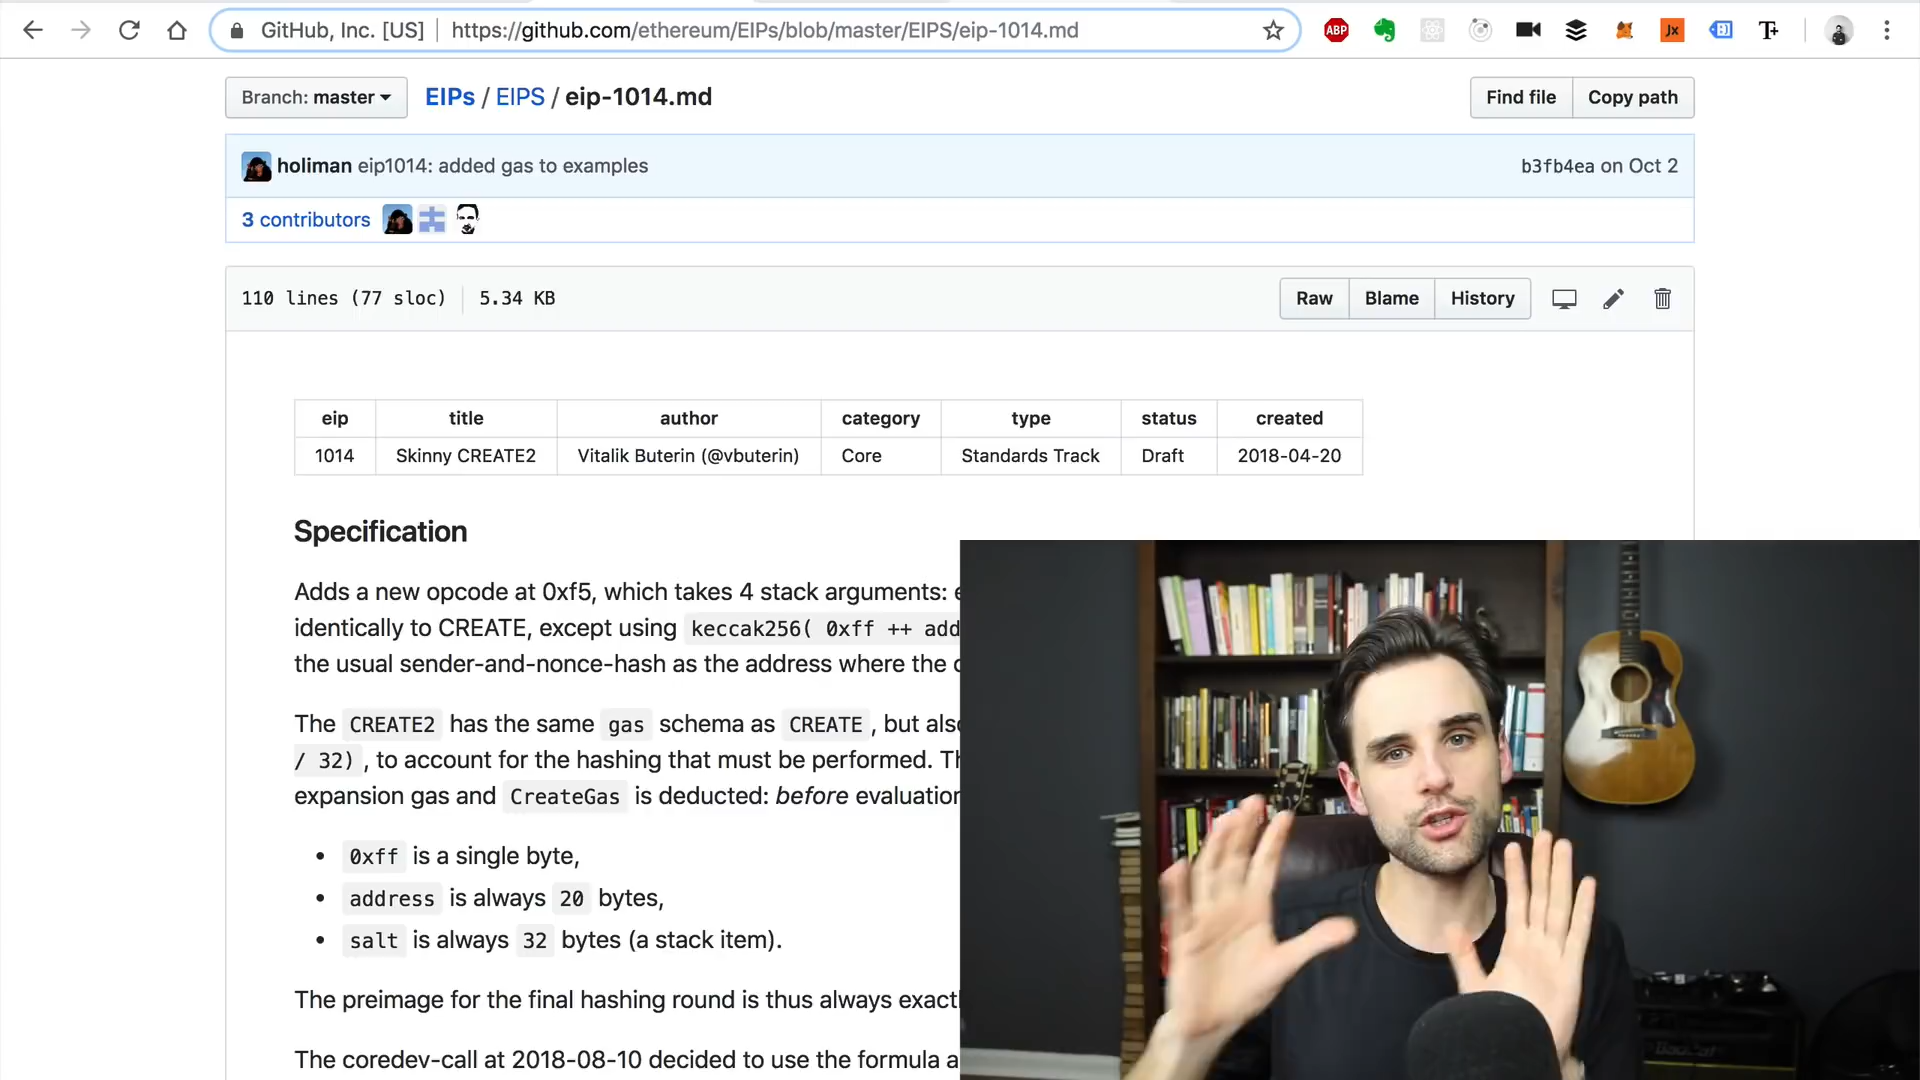 GitHub, Inc. [US] | https://github.com/ethereum/EIPs/blob/master/EIPS/eip-1014.md
ABP
Jx
Branch: master
EIPs / EIPS / eip-1014.md
Find file
Copy path
holiman eip1014: added gas to examples
b3fb4ea on Oct 2
3 contributors
110 lines (77 sloc)
5.34 KB
Raw
Blame
History
eip title author category type status created
1014 Skinny CREATE2 Vitalik Buterin (@vbuterin) Core Standards Track Draft 2018-04-20
Specification
Adds a new opcode at 0xf5, which takes 4 stack arguments:
identically to CREATE, except using keccak256( 0xff ++ add
the usual sender-and-nonce-hash as the address where the
The CREATE2 has the same gas schema as CREATE, but also
/ 32), to account for the hashing that must be performed.
expansion gas and CreateGas is deducted: before evaluation
• 0xff is a single byte,
• address is always 20 bytes,
• salt is always 32 bytes (a stack item).
The preimage for the final hashing round is thus always exactl
The coredev-call at 2018-08-10 decided to use the formula a